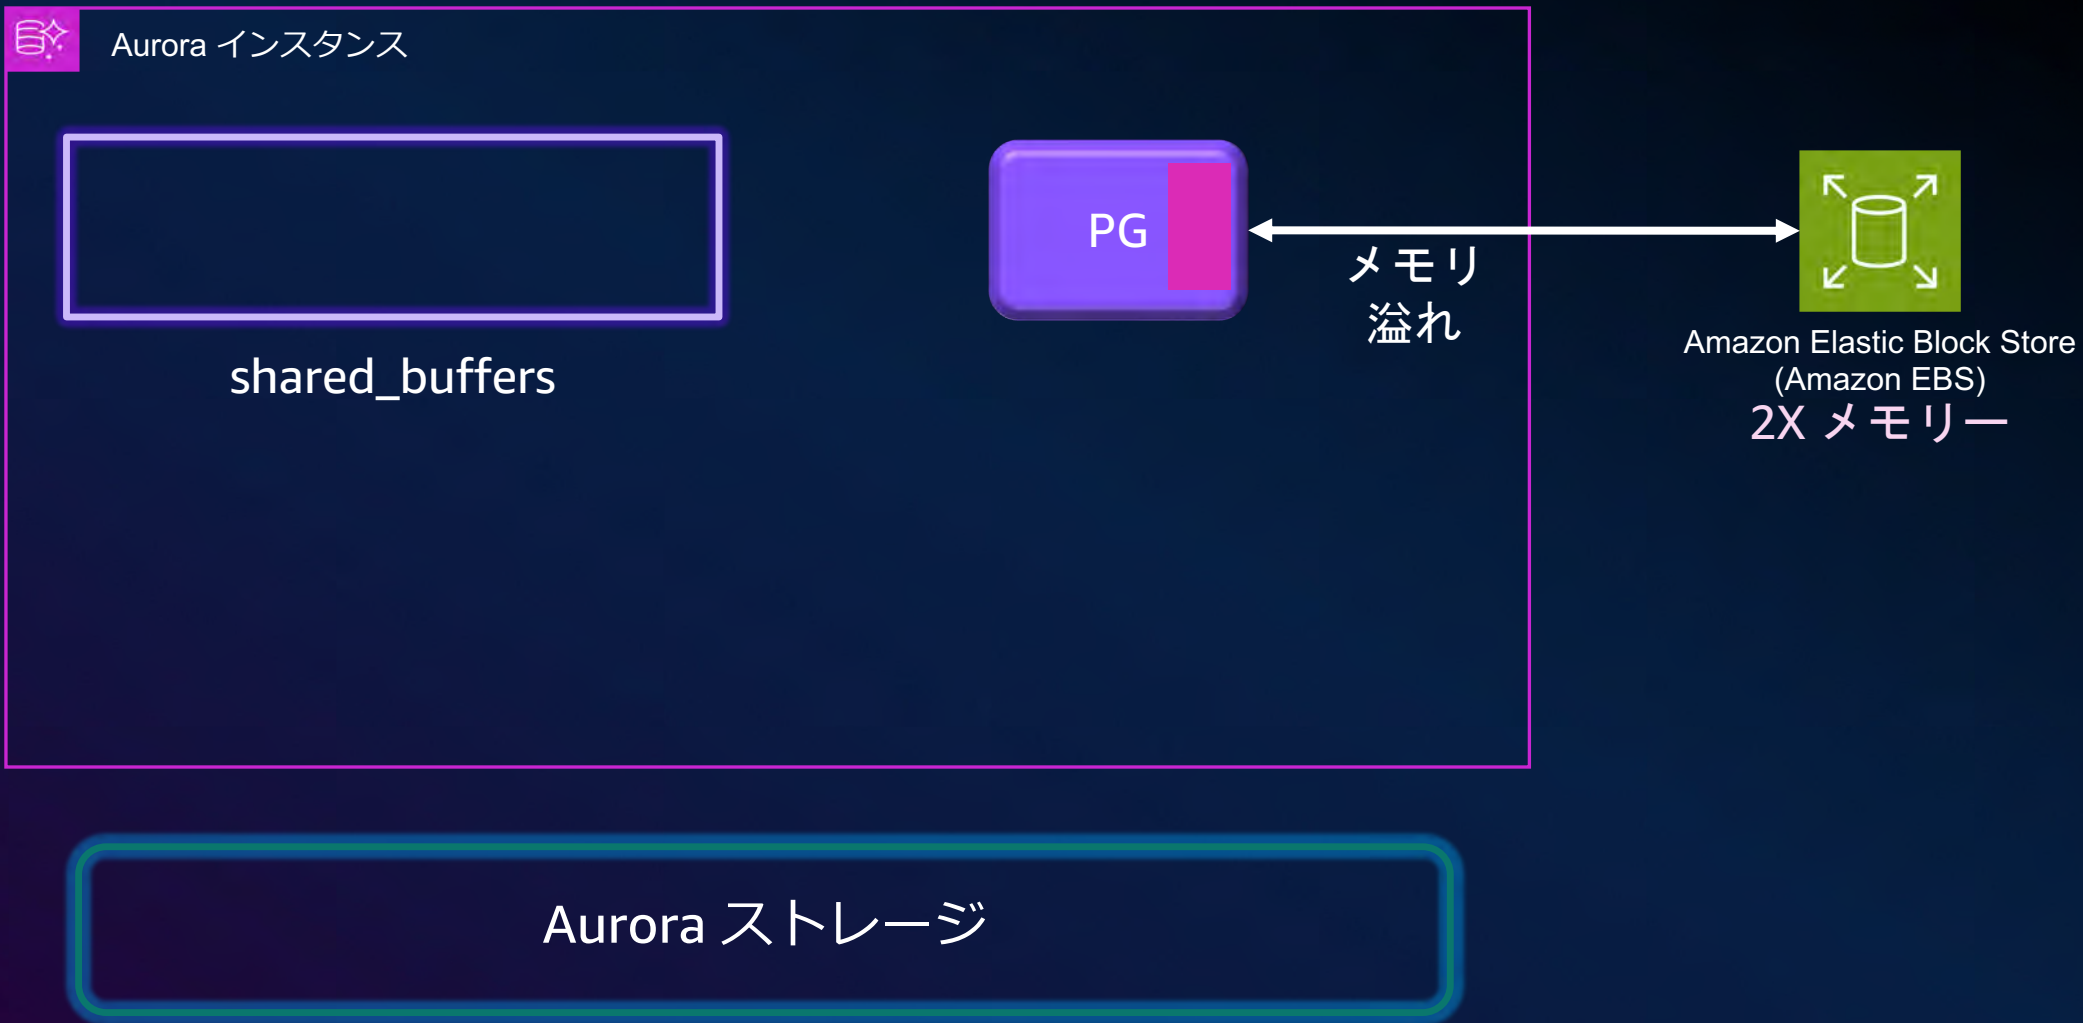 Aurora インスタンス
PG
メモリ
溢れ
shared_buffers
Amazon Elastic Block Store
(Amazon EBS)
2X メモリー
Aurora ストレージ